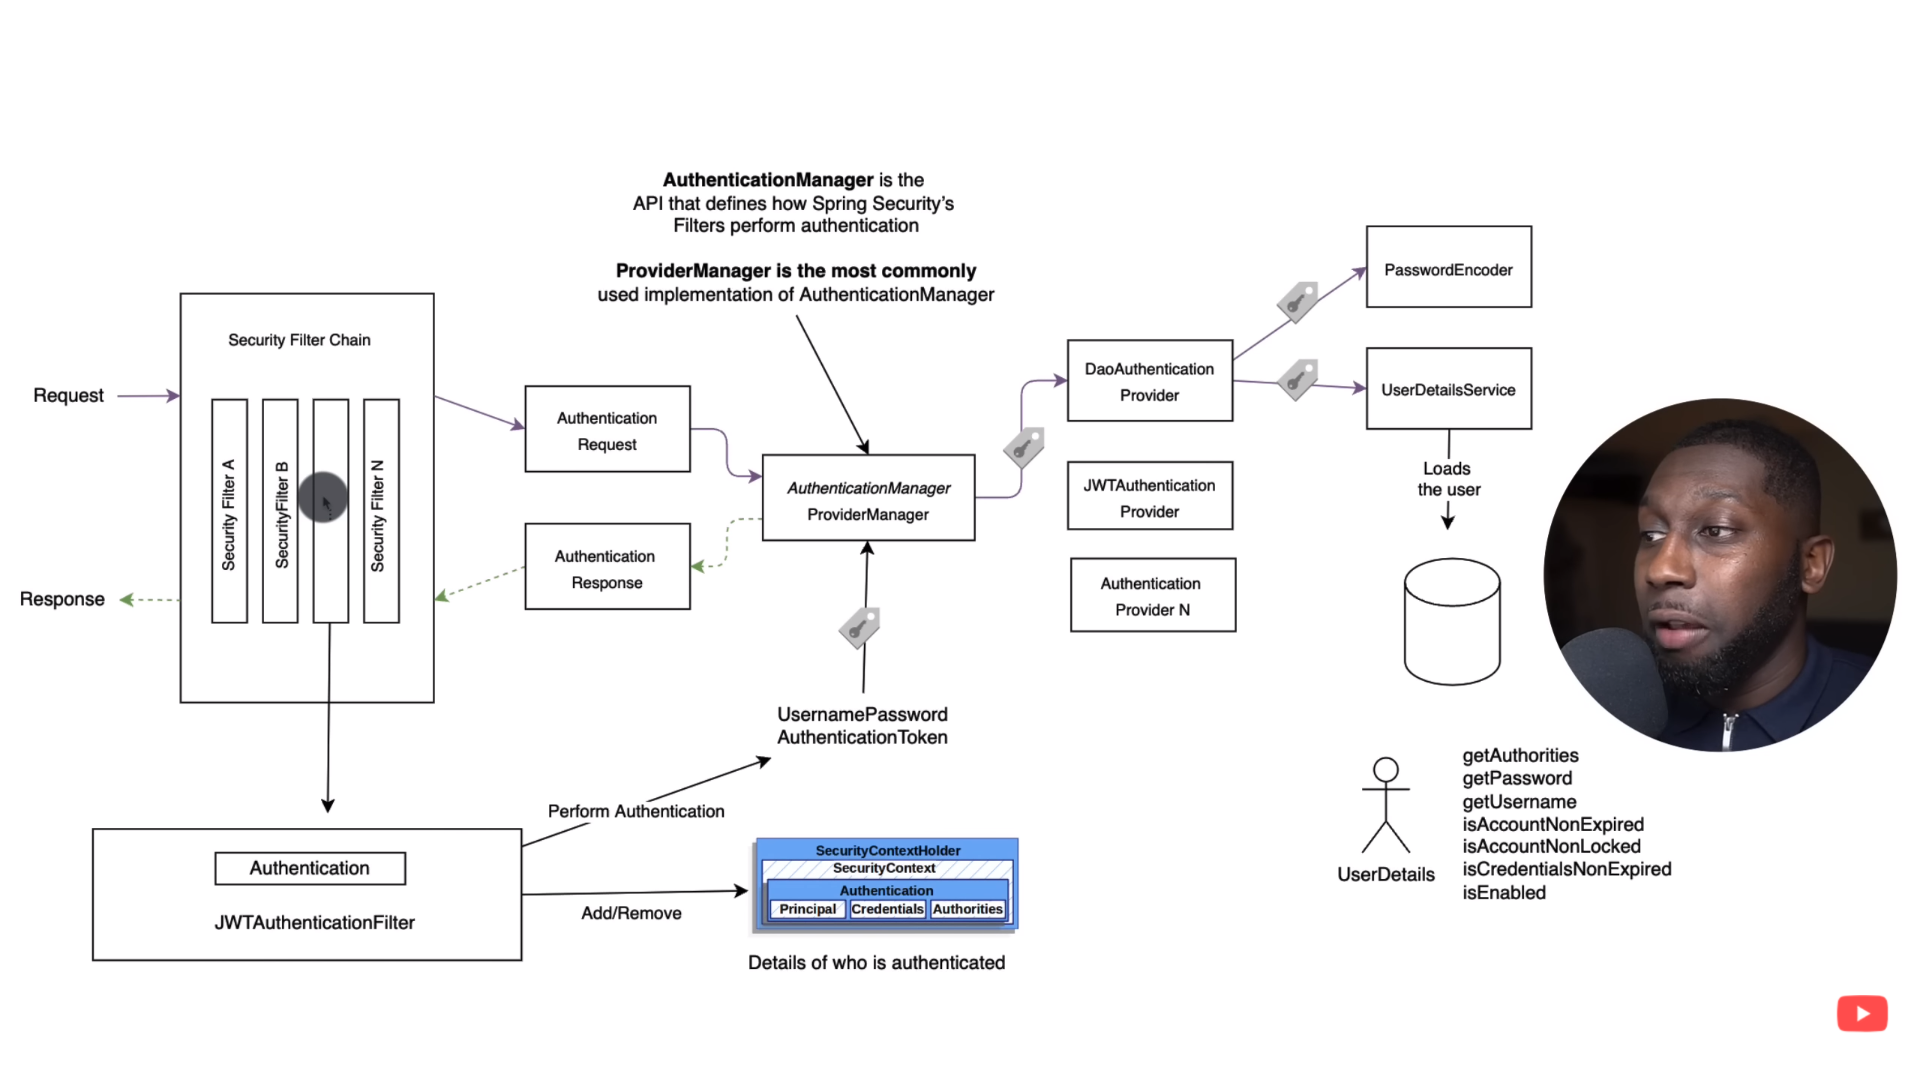 AuthenticationManager is the
API that defines how Spring Security's
Filters perform authentication
ProviderManager is the most commonly
used implementation of AuthenticationManager
Request
Response
Security Filter Chain
Security Filter A
SecurityFilter B
Security Filter N
Authentication
Request
Authentication
Response
AuthenticationManager
ProviderManager
DaoAuthentication
Provider
JWTAuthentication
Provider
Authentication
Provider N
PasswordEncoder
UserDetailsService
Loads
the user
UsernamePassword
AuthenticationToken
Perform Authentication
Add/Remove
Authentication
JWTAuthenticationFilter
SecurityContextHolder
SecurityContext
Authentication
Principal
Credentials
Authorities
Details of who is authenticated
UserDetails
getAuthorities
getPassword
getUsername
isAccountNonExpired
isAccountNonLocked
isCredentialsNonExpired
isEnabled